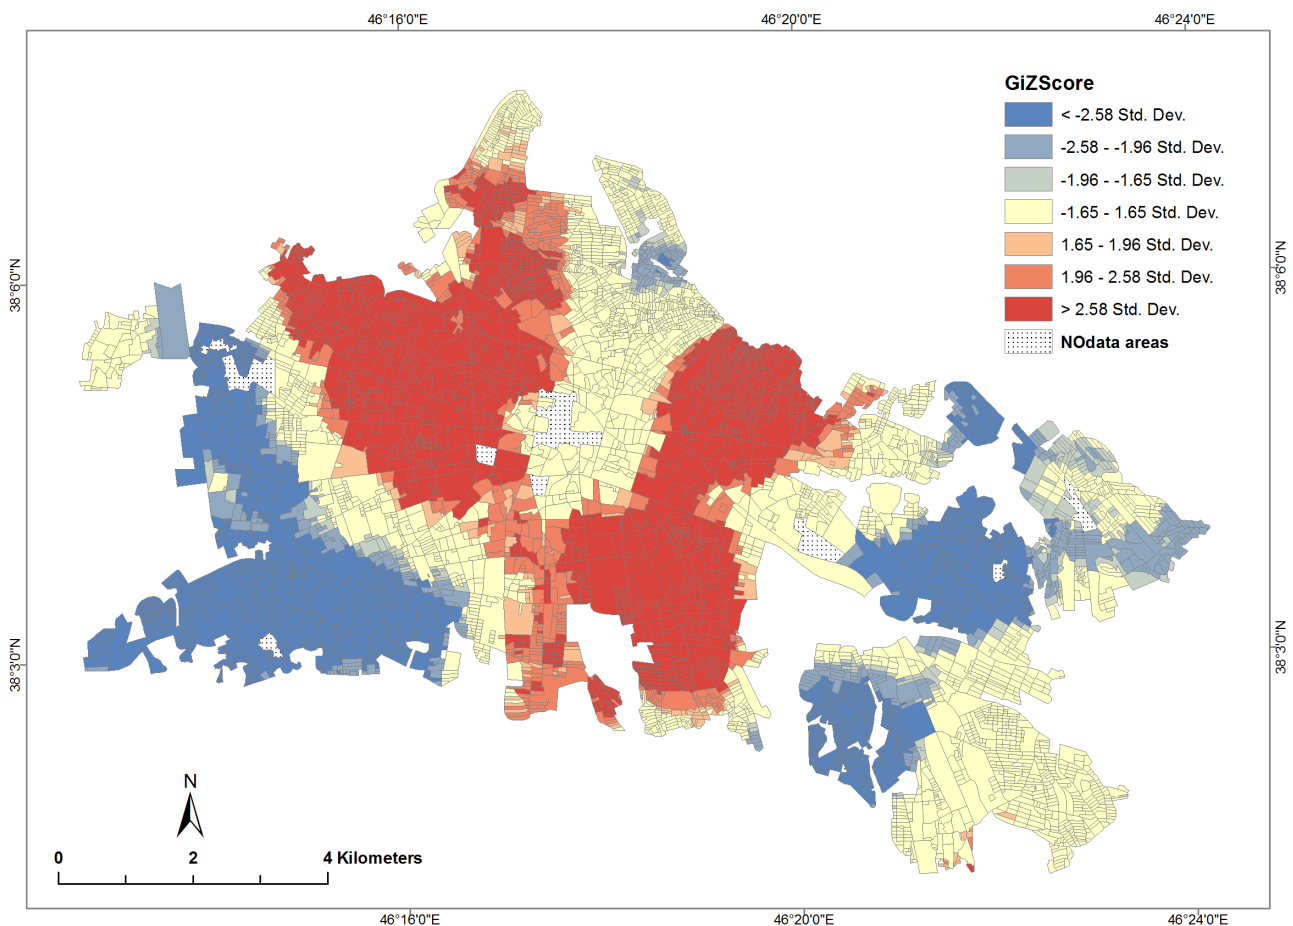 46°16'0"E 46°20'0"E 46°24'0"E
GiZScore
< -2.58 Std. Dev.
-2.58 - -1.96 Std. Dev.
-1.96 - -1.65 Std. Dev.
-1.65 - 1.65 Std. Dev.
1.65 - 1.96 Std. Dev.
1.96 - 2.58 Std. Dev.
> 2.58 Std. Dev.
NOdata areas
38°6'0"N
38°6'0"N
38°3'0"N
38°3'0"N
N
0 2 4 Kilometers
46°16'0"E 46°20'0"E 46°24'0"E